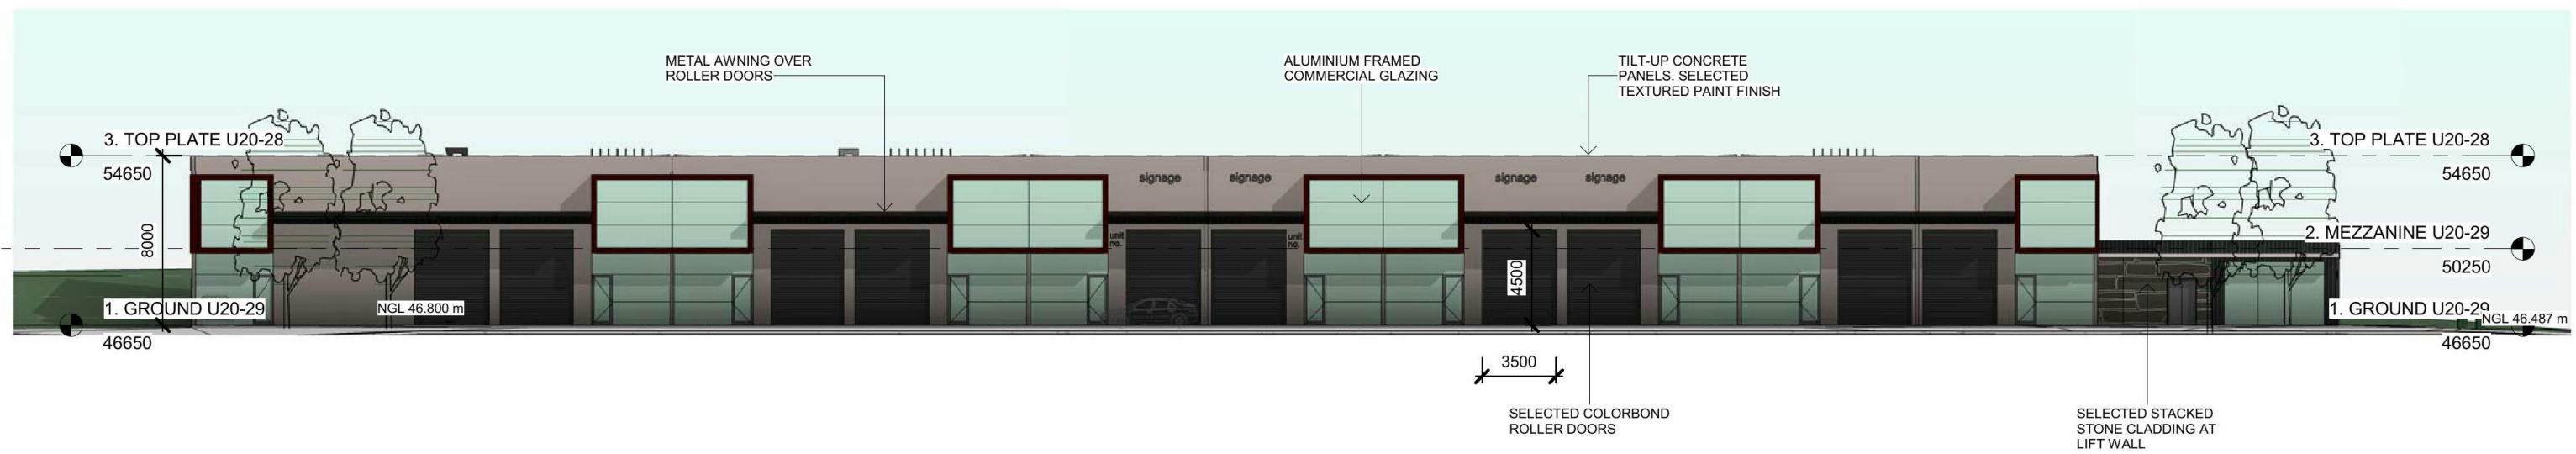 METAL AWNING OVER
ROLLER DOORS
ALUMINIUM FRAMED
COMMERCIAL GLAZING
TILT-UP CONCRETE
PANELS. SELECTED
TEXTURED PAINT FINISH
3. TOP PLATE U20-28
54650
3. TOP PLATE U20-28
54650
signage
signage
signage
signage
8000
unit
no.
unit
no.
2. MEZZANINE U20-29
50250
4500
1. GROUND U20-29
46650
NGL 46.800 m
1. GROUND U20-29
NGL 46.487 m
46650
3500
SELECTED COLORBOND
ROLLER DOORS
SELECTED STACKED
STONE CLADDING AT
LIFT WALL